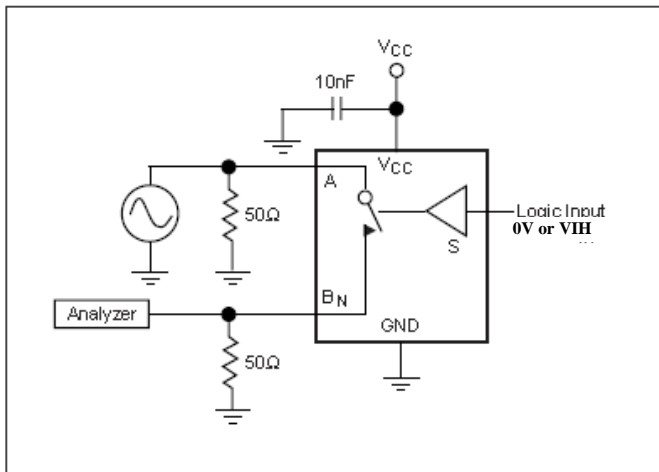 VCC
10nF
VCC
A
50Ω
Logic Input
0V or VIH
S
BN
Analyzer
GND
50Ω